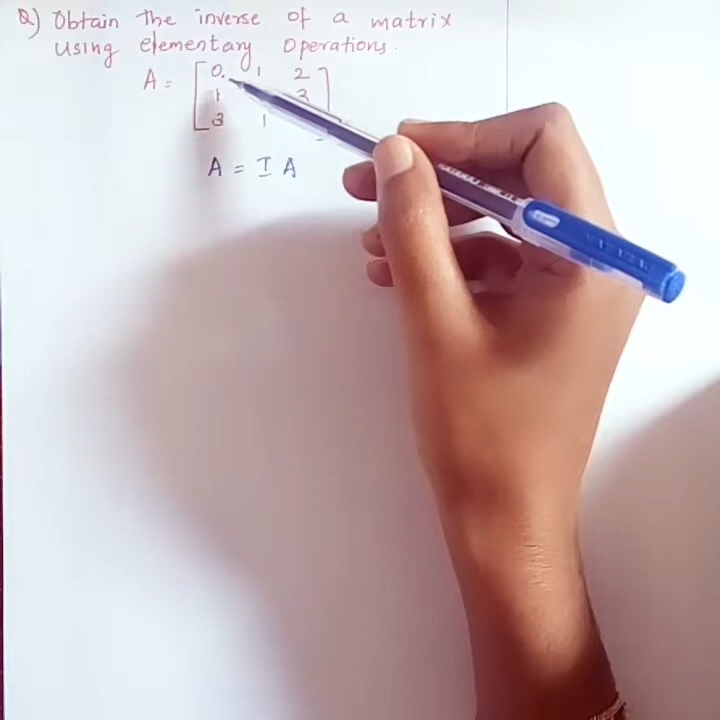 Q) Obtain the inverse of a matrix
using elementary operations.
A = [ 0 1 2
1 3
3 1 ]
A = I A